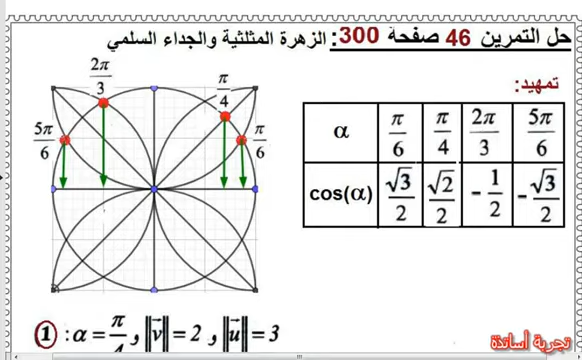 حل التمرين 46 صفحة 300: الزهرة المثلثية والجداء السلمي
تمهيد:
2π/3
π/4
5π/6
π/6
α π/6 π/4 2π/3 5π/6
cos(α) √3/2 √2/2 -1/2 -√3/2
1 : α = π/4 , ||v⃗|| = 2 , ||u⃗|| = 3
تجربة أساتذة